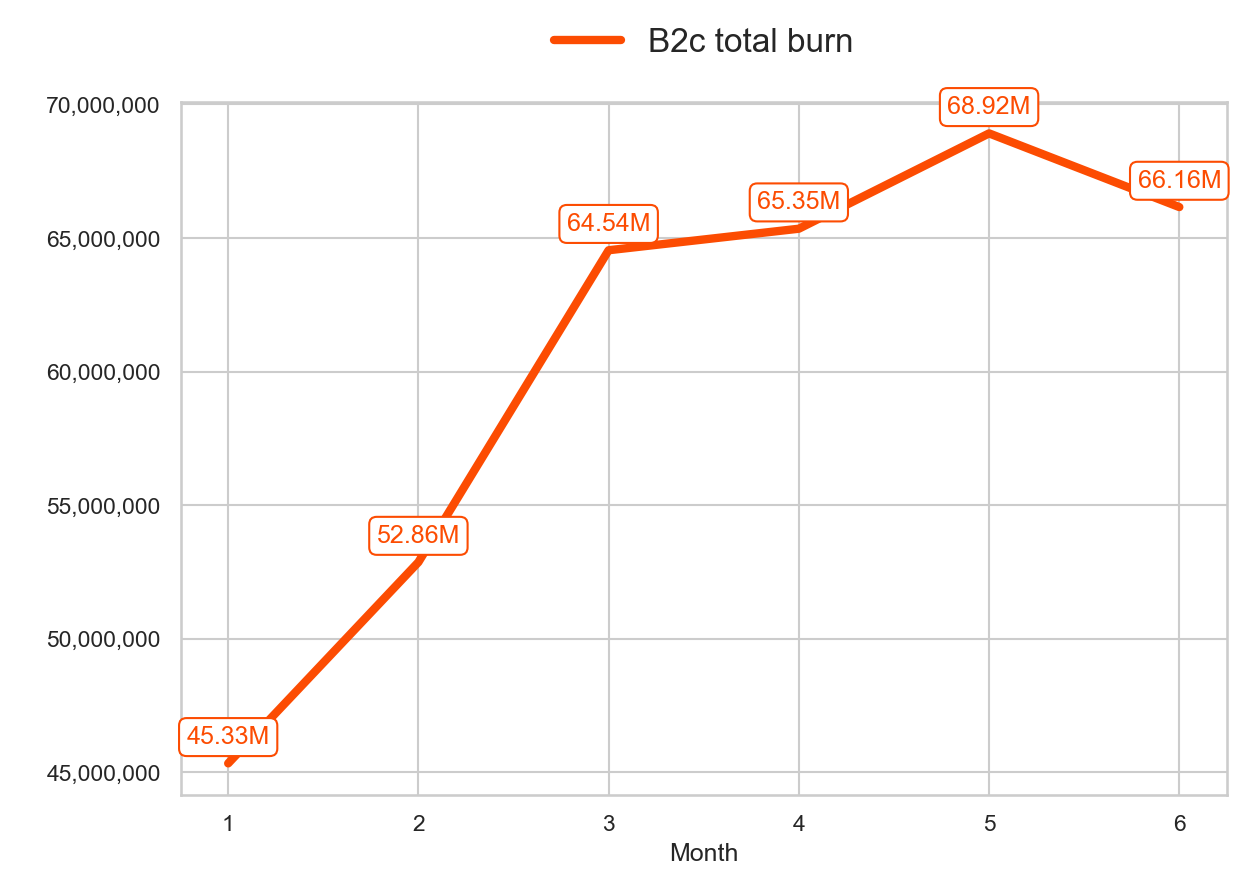 B2c total burn
70,000,000
65,000,000
60,000,000
55,000,000
50,000,000
45,000,000
45.33M
52.86M
64.54M
65.35M
68.92M
66.16M
1 2 3 4 5 6
Month